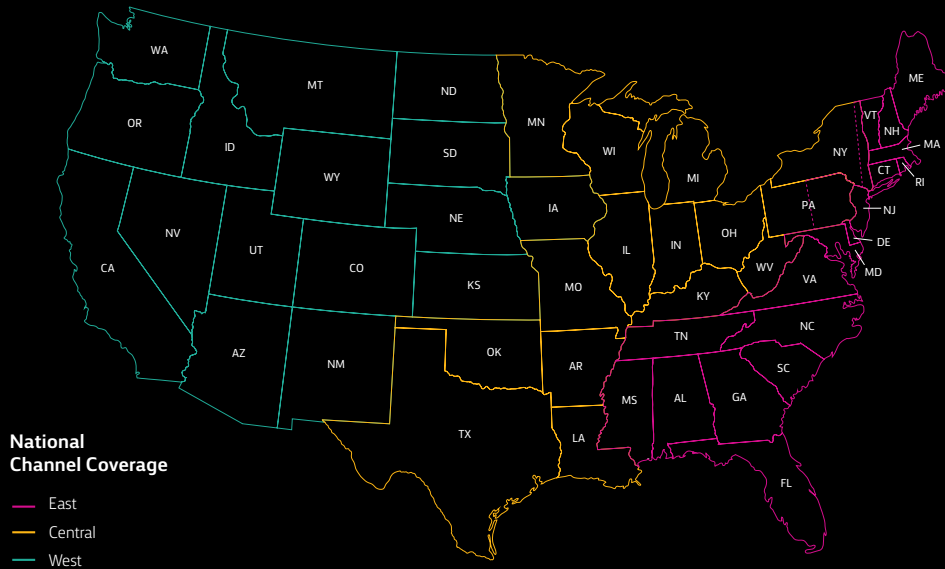 WA
MT
ND
MN
ME
OR
ID
SD
WI
MI
NY
VT
NH
MA
WY
CT
RI
NE
IA
PA
NJ
NV
UT
CO
IL
IN
OH
WV
DE
MD
CA
KS
MO
KY
VA
AZ
NM
OK
AR
TN
NC
SC
TX
LA
MS
AL
GA
FL
National
Channel Coverage
East
Central
West